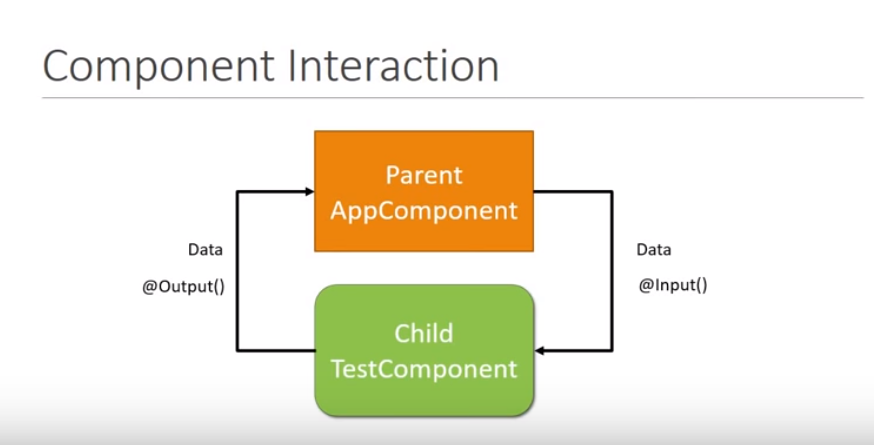 Component Interaction
Parent
AppComponent
Data
@Output()
Data
@Input()
Child
TestComponent